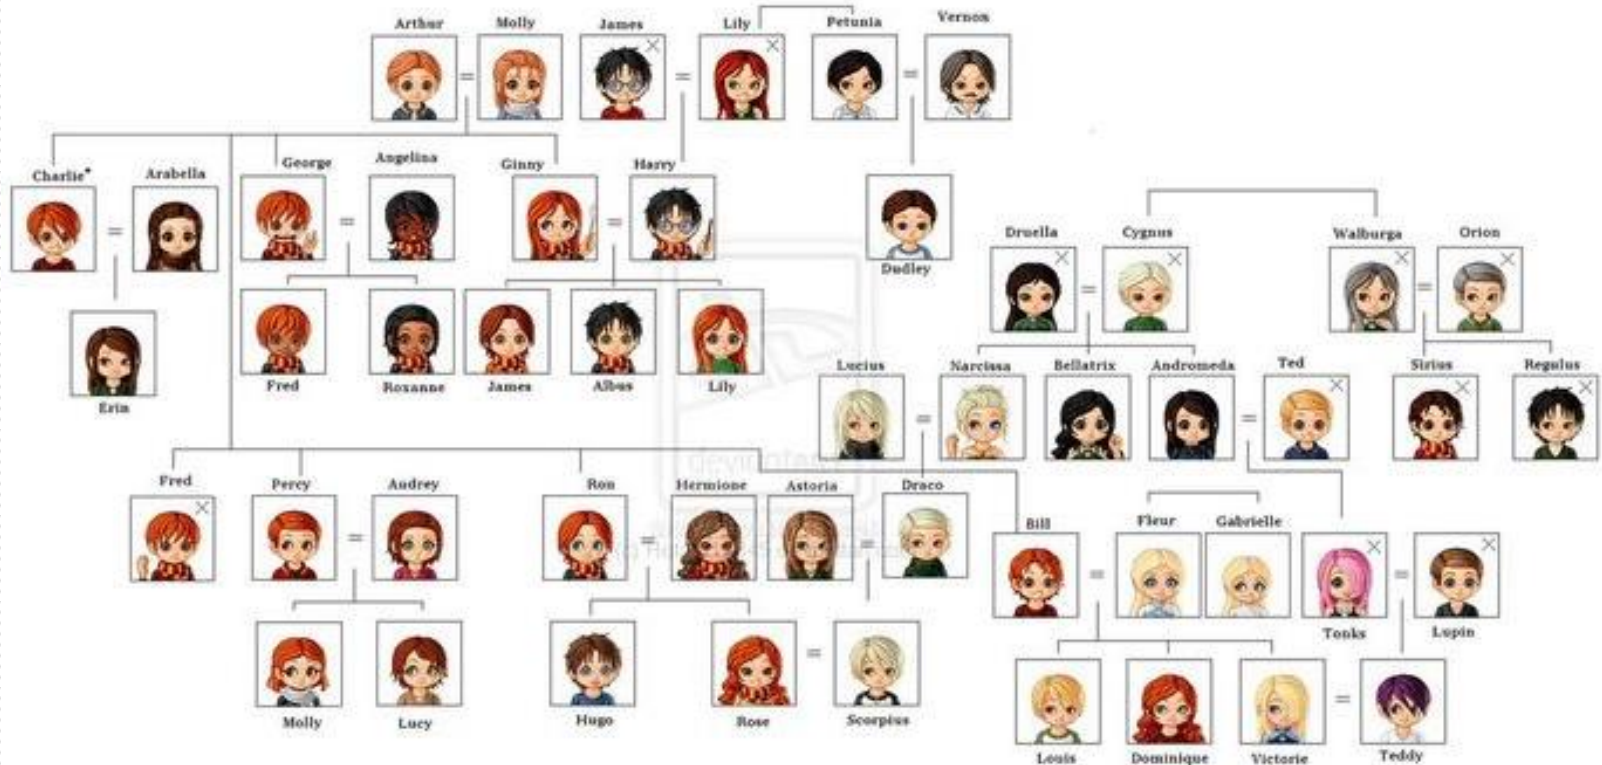 Arthur Molly James Lily Petunia Vernon
Charlie* Arabella George Angelina Ginny Harry
Dudley
Druella Cygnus Walburga Orion
Erin Fred Roxanne James Albus Lily
Lucius Narcissa Bellatrix Andromeda Ted Sirius Regulus
Fred Percy Audrey Ron Hermione Astoria Draco
Bill Fleur Gabrielle
Tonks Lupin
Molly Lucy Hugo Rose Scorpius
Louis Dominique Victorie Teddy